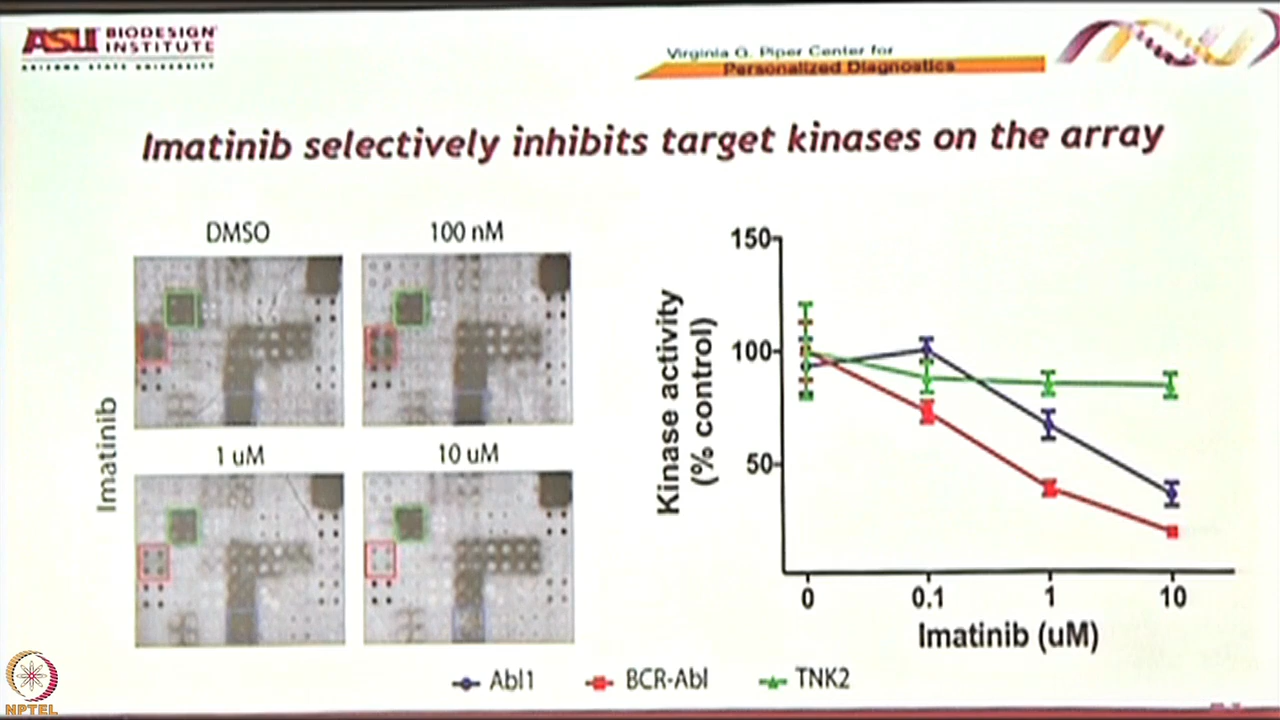 ASU BIODESIGN INSTITUTE
ARIZONA STATE UNIVERSITY
Virginia G. Piper Center for
Personalized Diagnostics
Imatinib selectively inhibits target kinases on the array
DMSO
100 nM
1 uM
10 uM
Imatinib
Kinase activity
(% control)
150
100
50
0
0.1
1
10
Imatinib (uM)
Abl1
BCR-Abl
TNK2
NPTEL